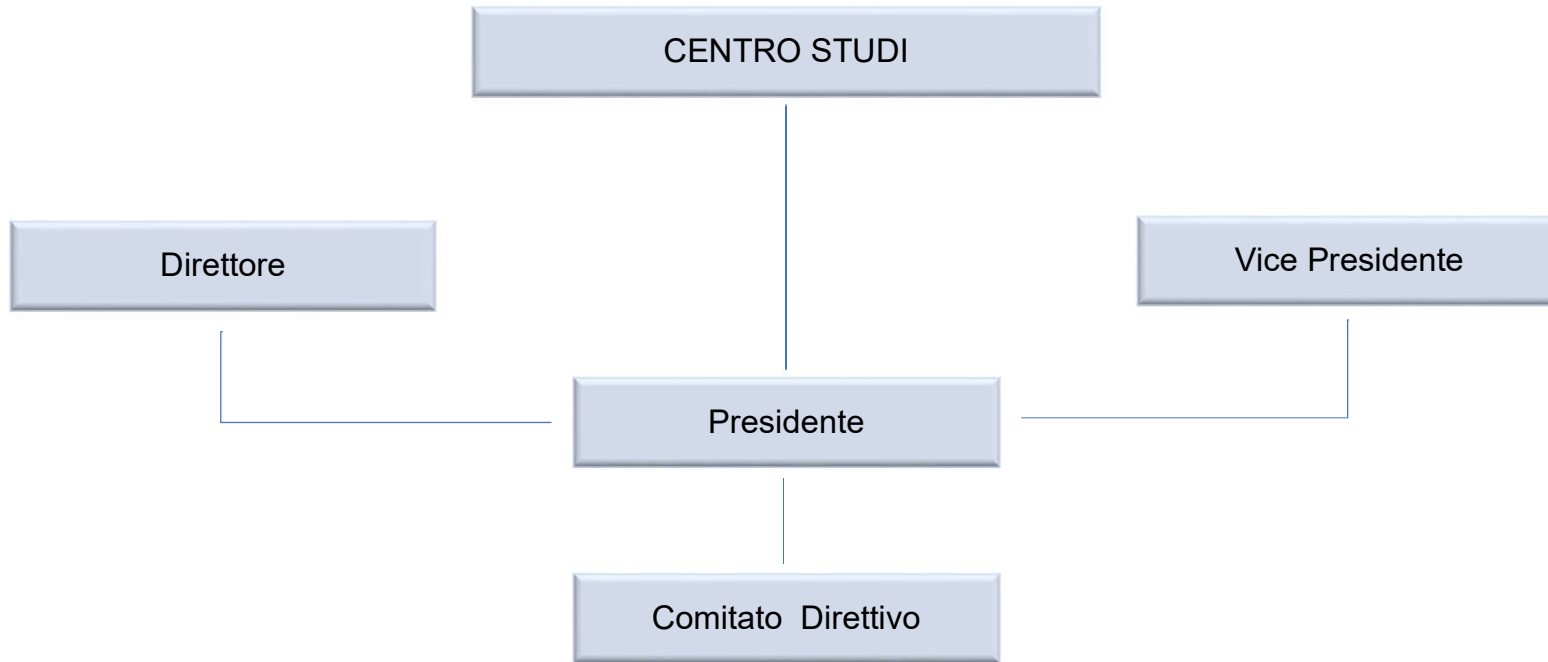 CENTRO STUDI
Direttore
Vice Presidente
Presidente
Comitato Direttivo